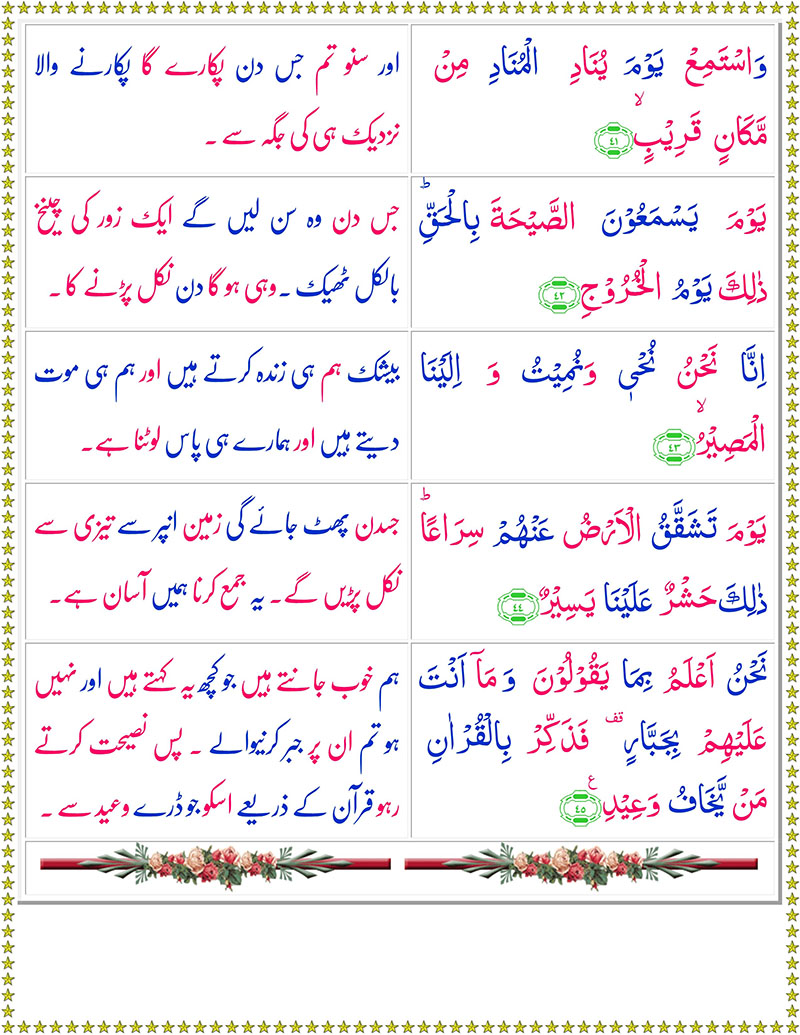 وَاسْتَمِعْ يَوْمَ يُنَادِ الْمُنَادِ مِنْ
مَّكَانٍ قَرِيْبٍ ۙ ﴿٤١﴾
اور سنو تم جس دن پکارے گا پکارنے والا
نزدیک ہی کی جگہ سے ۔
يَوْمَ يَسْمَعُوْنَ الصَّيْحَةَ بِالْحَقِّ ؕ
ذٰلِكَ يَوْمُ الْخُرُوْجِ ﴿٤٢﴾
جس دن وہ سن لیں گے ایک زور کی چیخ
بالکل ٹھیک ۔ وہی ہو گا دن نکل پڑنے کا ۔
اِنَّا نَحْنُ نُحْیٖ وَنُمِيْتُ وَ اِلَيْنَا
الْمَصِيْرُ ۙ ﴿٤٣﴾
بیشک ہم ہی زندہ کرتے ہیں اور ہم ہی موت
دیتے ہیں اور ہمارے ہی پاس لوٹنا ہے۔
يَوْمَ تَشَقَّقُ الْاَرْضُ عَنْهُمْ سِرَاعًا ؕ
ذٰلِكَ حَشْرٌ عَلَيْنَا يَسِيْرٌ ﴿٤٤﴾
جسدن پھٹ جائے گی زمین انپر سے تیزی سے
نکل پڑیں گے۔ یہ جمع کرنا ہمیں آسان ہے۔
نَحْنُ اَعْلَمُ بِمَا يَقُوْلُوْنَ وَ مَآ اَنْتَ
عَلَيْهِمْ بِجَبَّارٍ ۟قف فَذَكِّرْ بِالْقُرْاٰنِ
مَنْ يَّخَافُ وَعِيْدِ ع ﴿٤٥﴾
ہم خوب جانتے ہیں جو کچھ یہ کہتے ہیں اور نہیں
ہو تم ان پر جبر کرنیوالے ۔ پس نصیحت کرتے
رہو قرآن کے ذریعے اسکو جو ڈرے وعید سے ۔